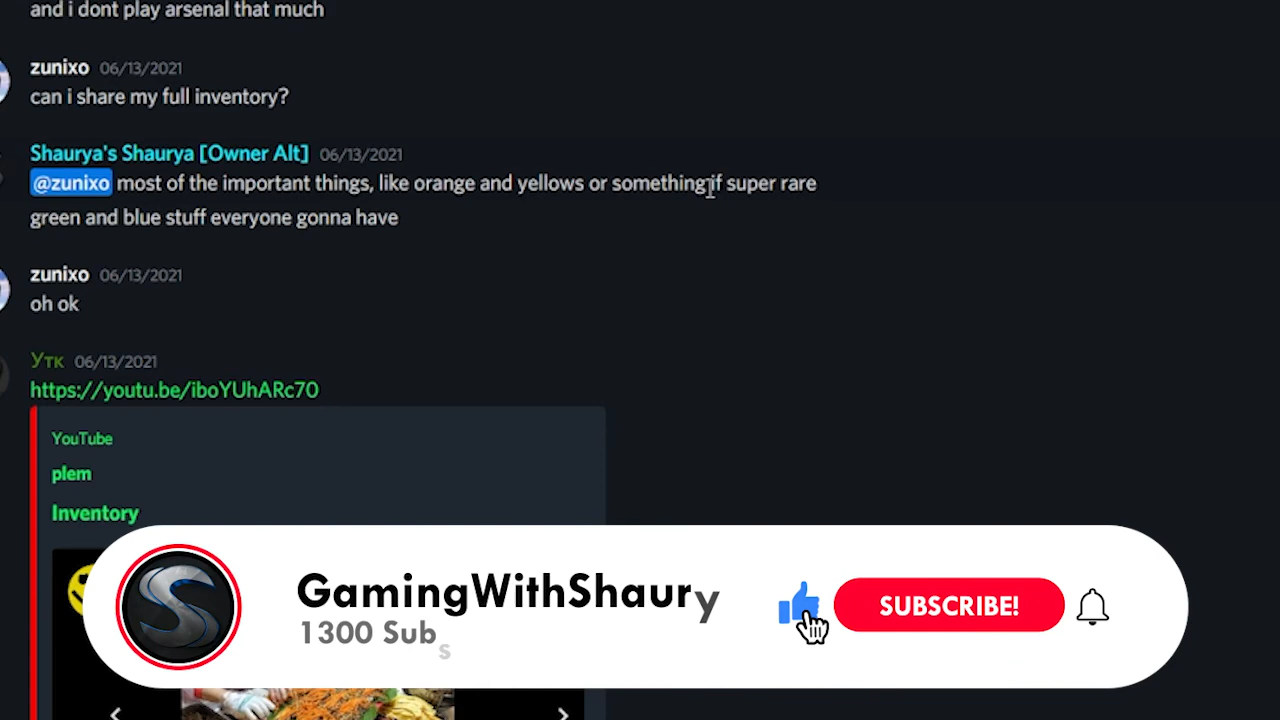 and i dont play arsenal that much
zunixo 06/13/2021
can i share my full inventory?
Shaurya's Shaurya [Owner Alt] 06/13/2021
@zunixo most of the important things, like orange and yellows or something if super rare
green and blue stuff everyone gonna have
zunixo 06/13/2021
oh ok
Утк 06/13/2021
https://youtu.be/iboYUhARc70
YouTube
plem
Inventory
GamingWithShaury
1300 Subs
SUBSCRIBE!